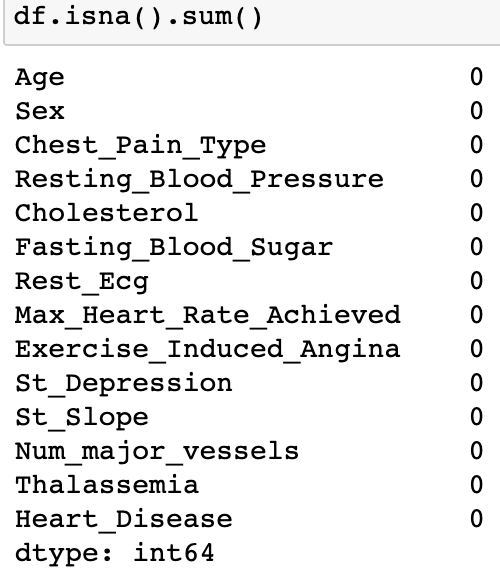 df.isna().sum()
Age 0
Sex 0
Chest_Pain_Type 0
Resting_Blood_Pressure 0
Cholesterol 0
Fasting_Blood_Sugar 0
Rest_Ecg 0
Max_Heart_Rate_Achieved 0
Exercise_Induced_Angina 0
St_Depression 0
St_Slope 0
Num_major_vessels 0
Thalassemia 0
Heart_Disease 0
dtype: int64